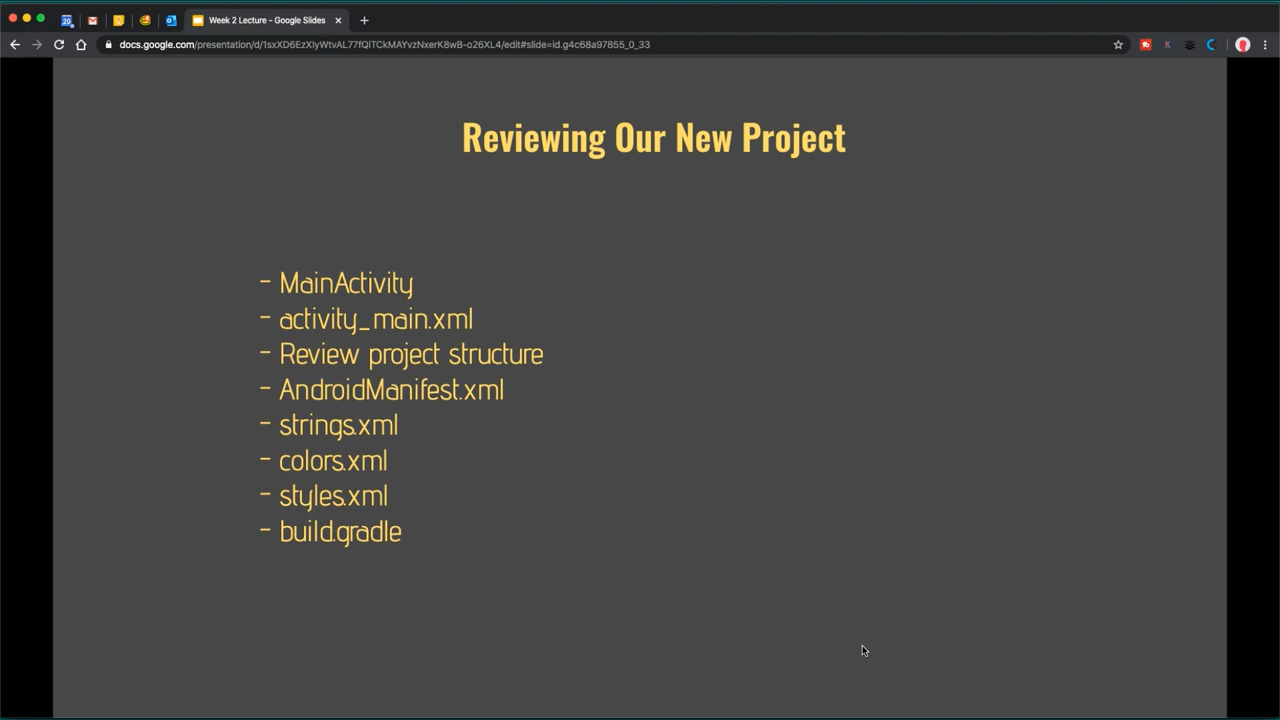 20
Week 2 Lecture - Google Slides
docs.google.com/presentation/d/1sxXD6EzXIyWtvAL77fQlTCkMAYvzNxerK8wB-o26XL4/edit#slide=id.g4c68a97855_0_33
Reviewing Our New Project
- MainActivity
- activity_main.xml
- Review project structure
- AndroidManifest.xml
- strings.xml
- colors.xml
- styles.xml
- build.gradle